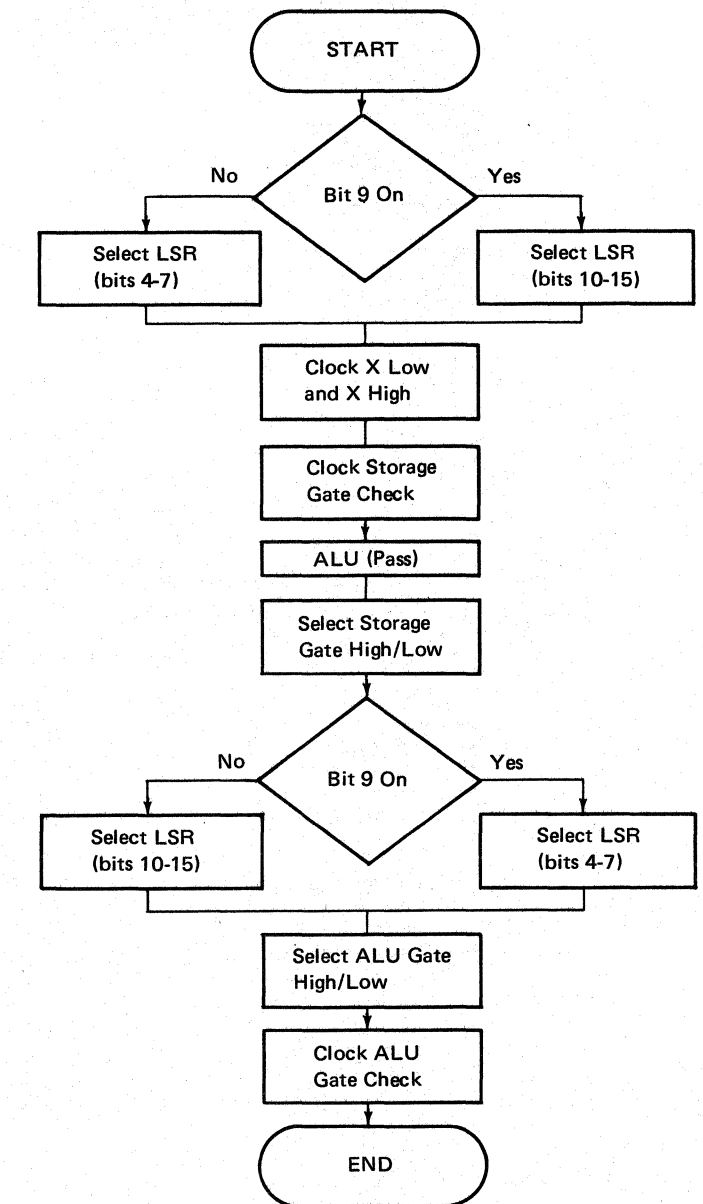 START
Bit 9 On
No
Yes
Select LSR
(bits 4-7)
Select LSR
(bits 10-15)
Clock X Low
and X High
Clock Storage
Gate Check
ALU (Pass)
Select Storage
Gate High/Low
Bit 9 On
No
Yes
Select LSR
(bits 10-15)
Select LSR
(bits 4-7)
Select ALU Gate
High/Low
Clock ALU
Gate Check
END